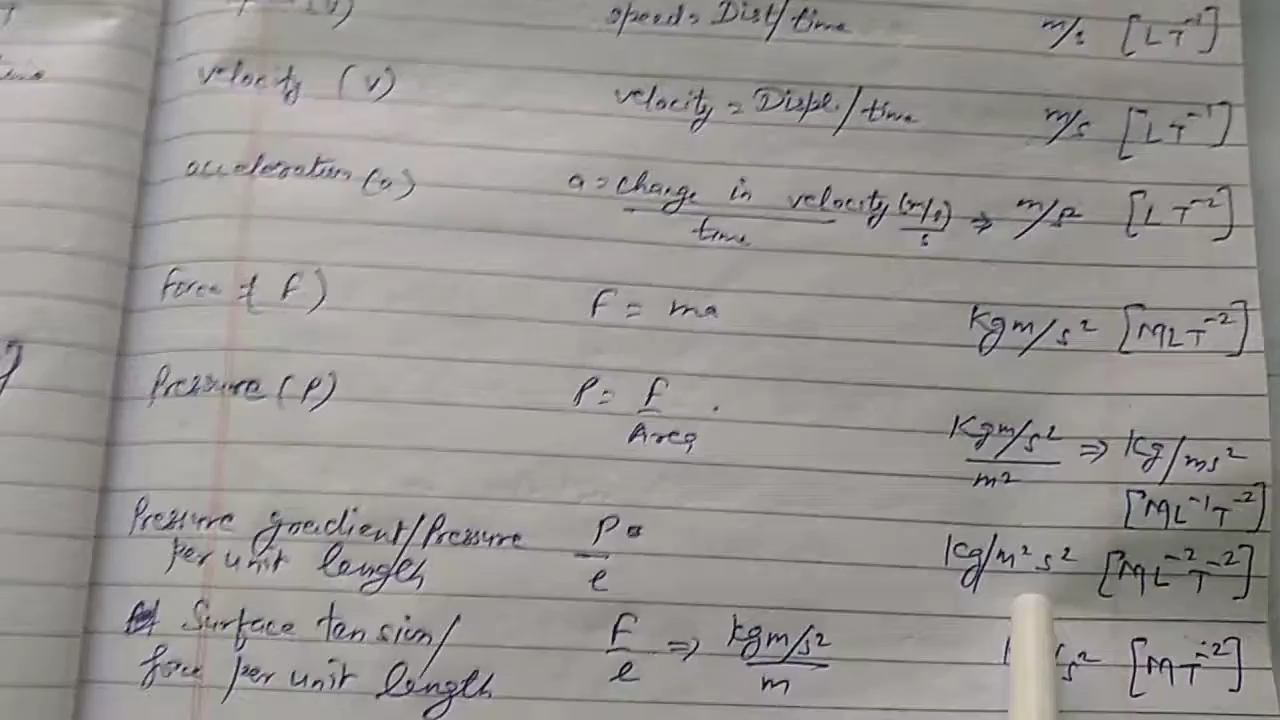 (v) speed = Dist/time m/s [LT⁻¹]
velocity (v) velocity = Displ./time m/s [LT⁻¹]
acceleration (a) a = change in velocity (m/s) ⇒ m/s² [LT⁻²]
time s
force (F) F = ma Kgm/s² [MLT⁻²]
Pressure (P) P = F
Area
Kgm/s² ⇒ Kg/ms²
m²
[ML⁻¹T⁻²]
Pressure gradient/Pressure P
per unit length l
Kg/m²s² [ML⁻²T⁻²]
Surface tension/ F ⇒ Kgm/s²
force per unit length l m
s² [MT⁻²]